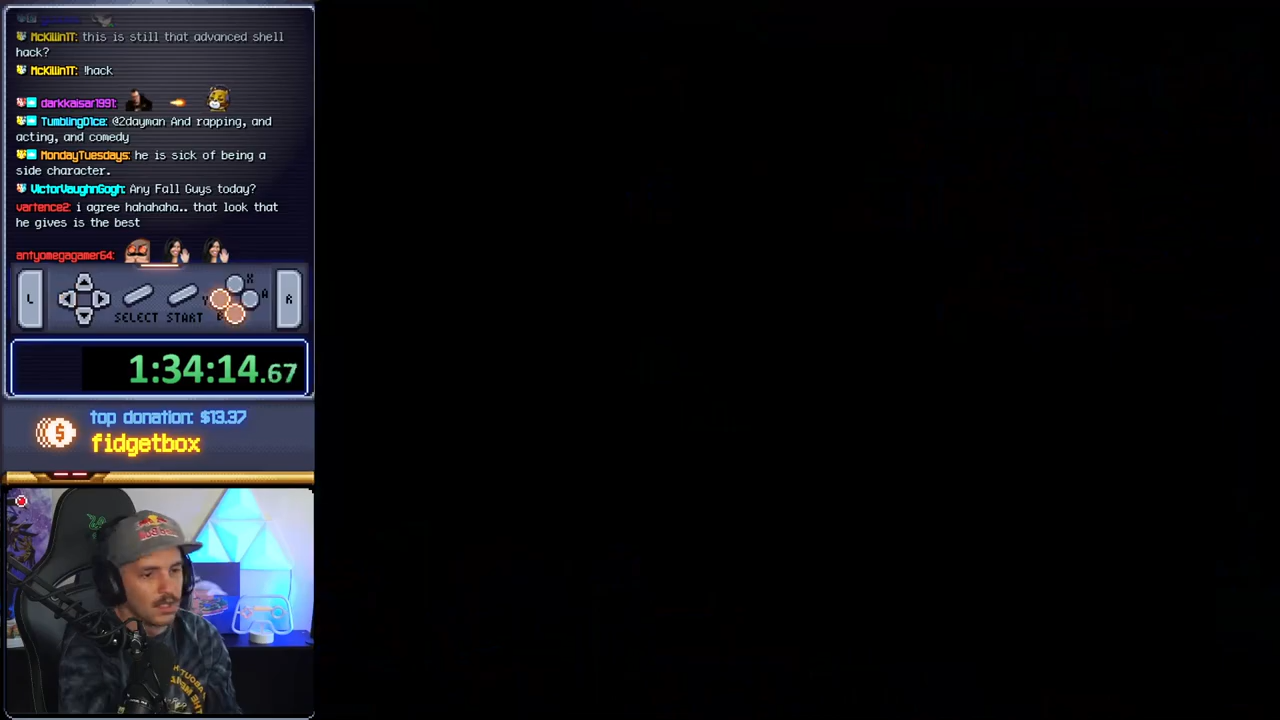 McKillinIT: this is still that advanced shell
hack?
McKillinIT: !hack
darkkaisar1991:
TumblingD1ce: @2dayman And rapping, and
acting, and comedy
MondayTuesdays: he is sick of being a
side character.
VictorVaughnGogh: Any Fall Guys today?
vartence2: i agree hahahaha.. that look that
he gives is the best
antyomegagamer64:
L
X
Y
A
B
R
SELECT START
1:34:14.67
top donation: $13.37
fidgetbox